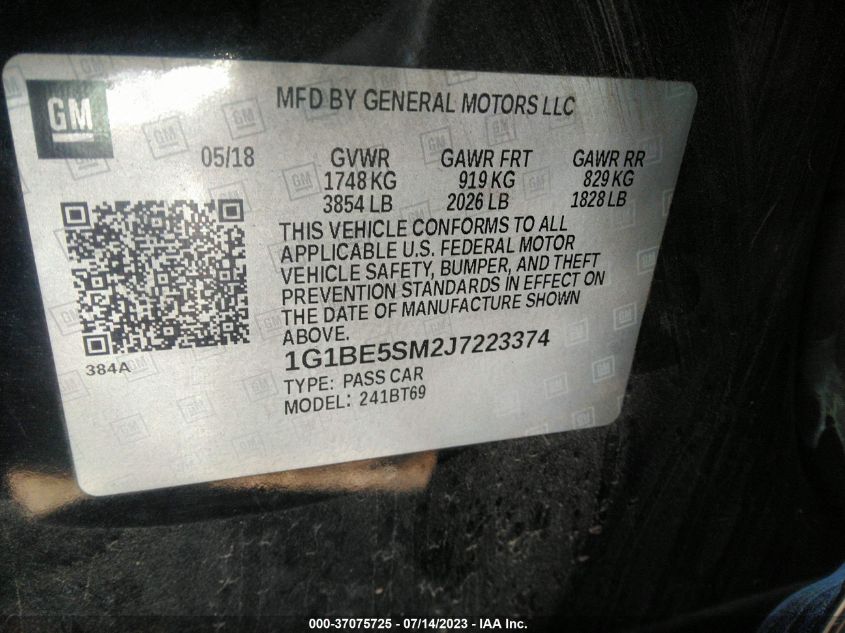 GM
MFD BY GENERAL MOTORS LLC
05/18 GVWR GAWR FRT GAWR RR
1748 KG 919 KG 829 KG
3854 LB 2026 LB 1828 LB
THIS VEHICLE CONFORMS TO ALL
APPLICABLE U.S. FEDERAL MOTOR
VEHICLE SAFETY, BUMPER, AND THEFT
PREVENTION STANDARDS IN EFFECT ON
THE DATE OF MANUFACTURE SHOWN
ABOVE.
384A
1G1BE5SM2J7223374
TYPE: PASS CAR
MODEL: 241BT69
000-37075725 - 07/14/2023 - IAA Inc.